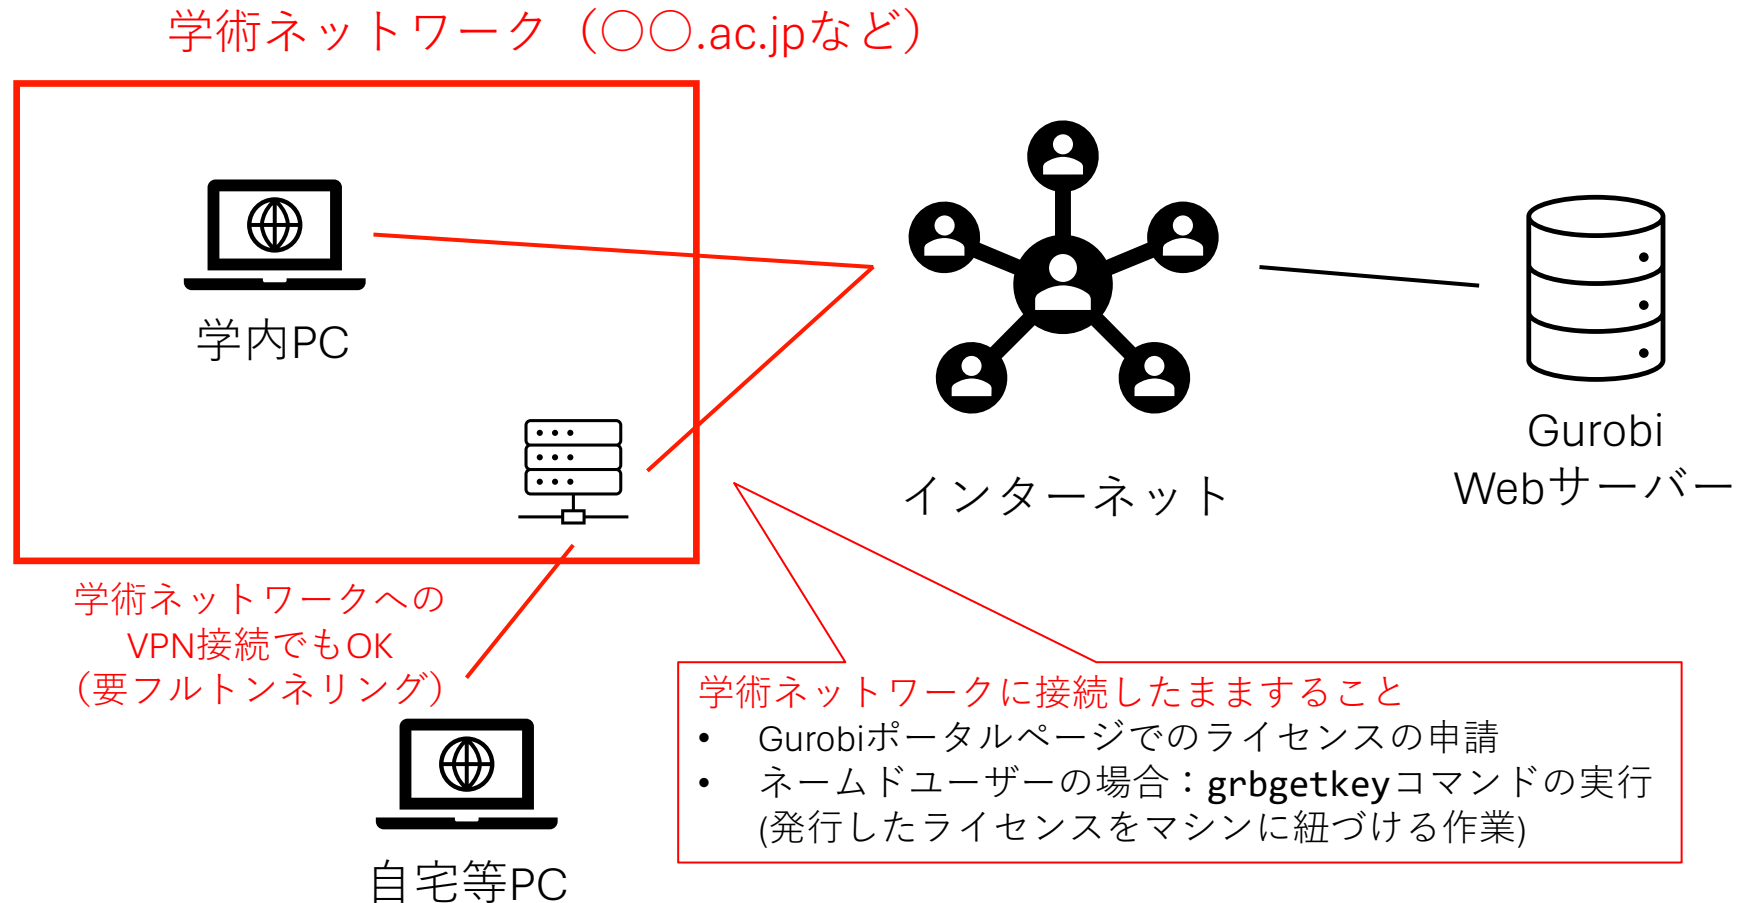 学術ネットワーク（○○.ac.jpなど）
学内PC
インターネット
Gurobi
Webサーバー
学術ネットワークへの
VPN接続でもOK
（要フルトンネリング）
自宅等PC
学術ネットワークに接続したまますること
• Gurobiポータルページでのライセンスの申請
• ネームドユーザーの場合：grbgetkeyコマンドの実行
(発行したライセンスをマシンに紐づける作業)